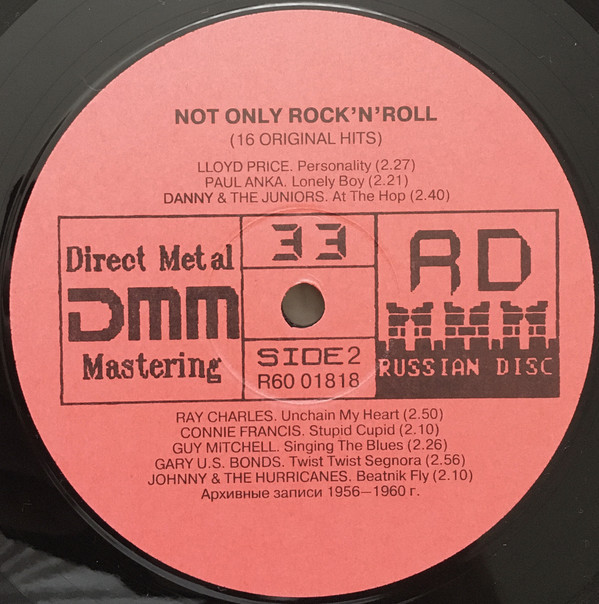 NOT ONLY ROCK'N'ROLL
(16 ORIGINAL HITS)
LLOYD PRICE. Personality (2.27)
PAUL ANKA. Lonely Boy (2.21)
DANNY & THE JUNIORS. At The Hop (2.40)
Direct Metal
DMM
Mastering
33
SIDE 2
R60 01818
RD
RUSSIAN DISC
RAY CHARLES. Unchain My Heart (2.50)
CONNIE FRANCIS. Stupid Cupid (2.10)
GUY MITCHELL. Singing The Blues (2.26)
GARY U.S. BONDS. Twist Twist Segnora (2.56)
JOHNNY & THE HURRICANES. Beatnik Fly (2.10)
Архивные записи 1956—1960 г.